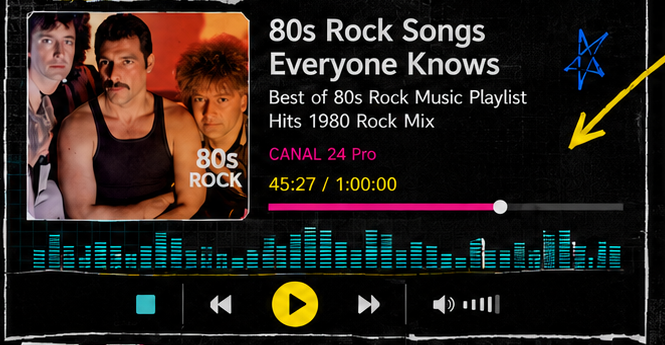 80s Rock Songs
Everyone Knows
Best of 80s Rock Music Playlist
Hits 1980 Rock Mix
CANAL 24 Pro
45:27 / 1:00:00
80s
ROCK